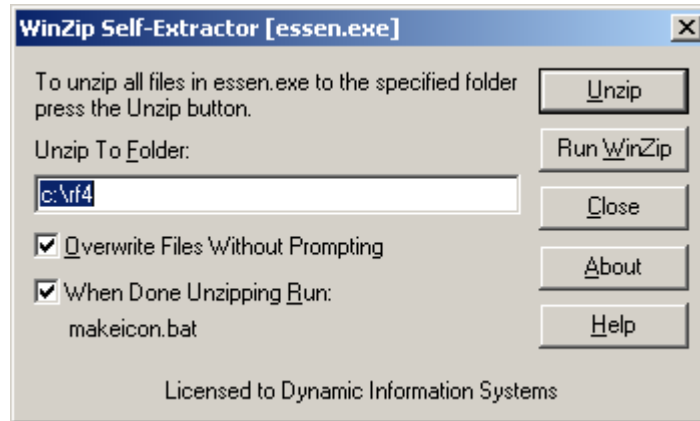 WinZip Self-Extractor [essen.exe]
To unzip all files in essen.exe to the specified folder
press the Unzip button.
Unzip
Run WinZip
Unzip To Folder:
c:\rf4
Close
Overwrite Files Without Prompting
About
When Done Unzipping Run:
makeicon.bat
Help
Licensed to Dynamic Information Systems